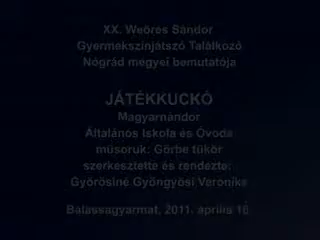 XX. Weöres Sándor
Gyermekszínjátszó Találkozó
Nógrád megyei bemutatója
JÁTÉKKUCKÓ
Magyarnándor
Általános Iskola és Óvoda
műsoruk: Görbe tükör
szerkesztette és rendezte:
Győrösiné Gyöngyösi Veronika
Balassagyarmat, 2011. április 16